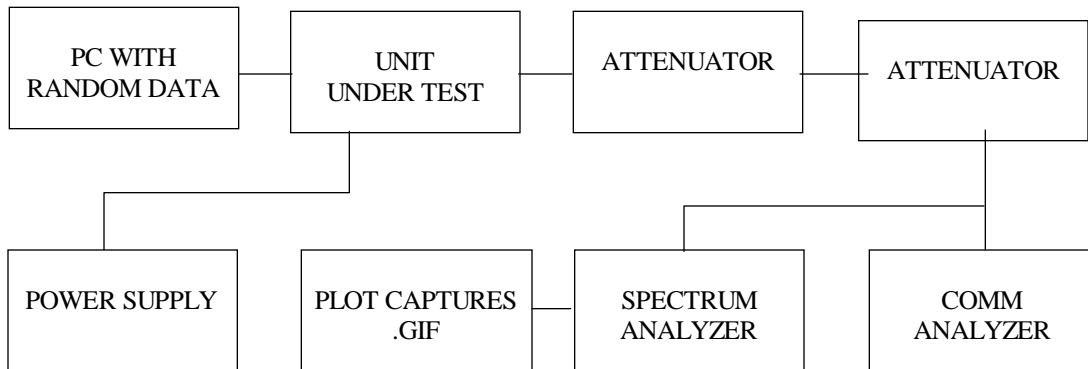 PC WITH
RANDOM DATA
UNIT
UNDER TEST
ATTENUATOR
ATTENUATOR
POWER SUPPLY
PLOT CAPTURES
.GIF
SPECTRUM
ANALYZER
COMM
ANALYZER